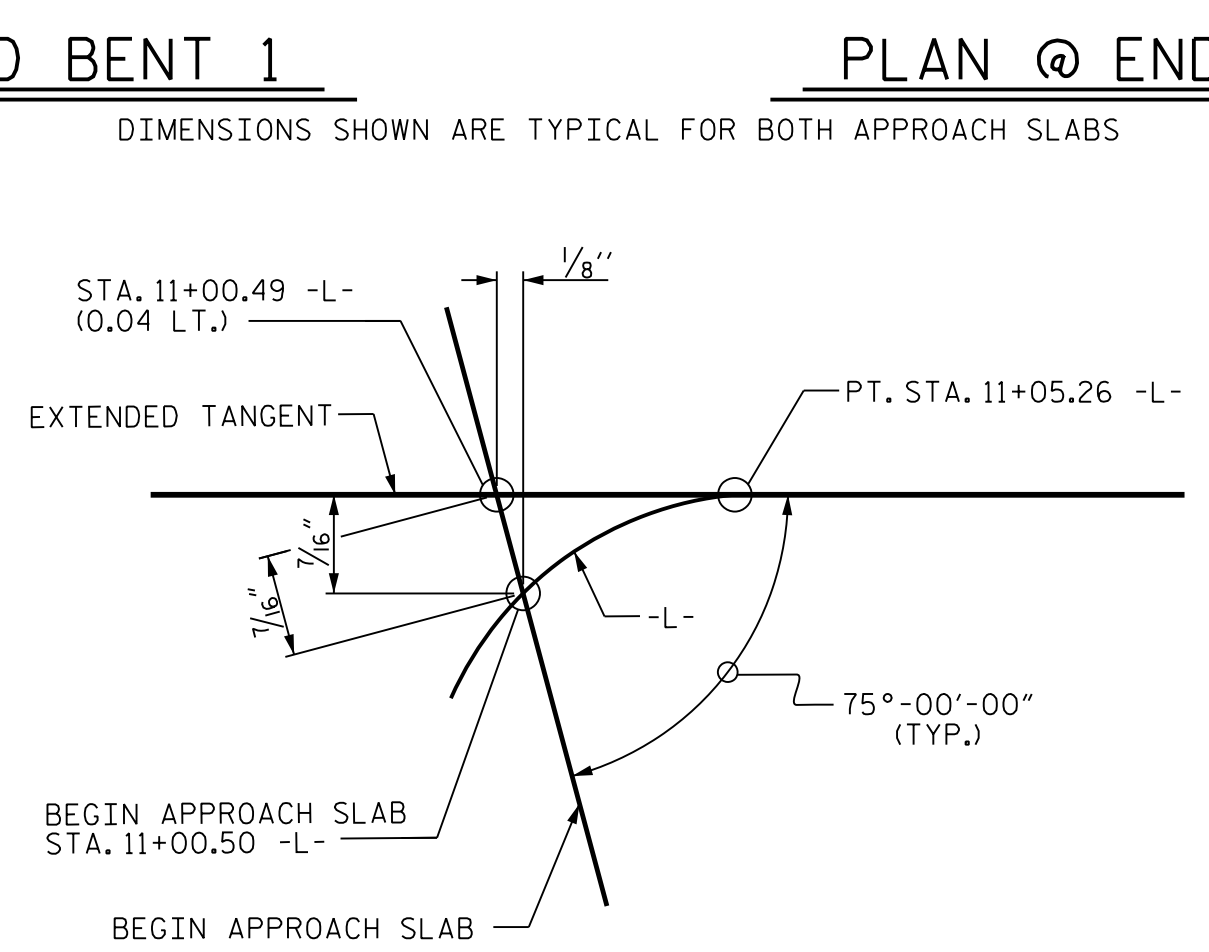 BENT 1
PLAN @ END
DIMENSIONS SHOWN ARE TYPICAL FOR BOTH APPROACH SLABS
1/8"
STA. 11+00.49 -L-
(0.04 LT.)
PT. STA. 11+05.26 -L-
EXTENDED TANGENT
7/16"
7/16"
-L-
75°-00'-00"
(TYP.)
BEGIN APPROACH SLAB
STA. 11+00.50 -L-
BEGIN APPROACH SLAB